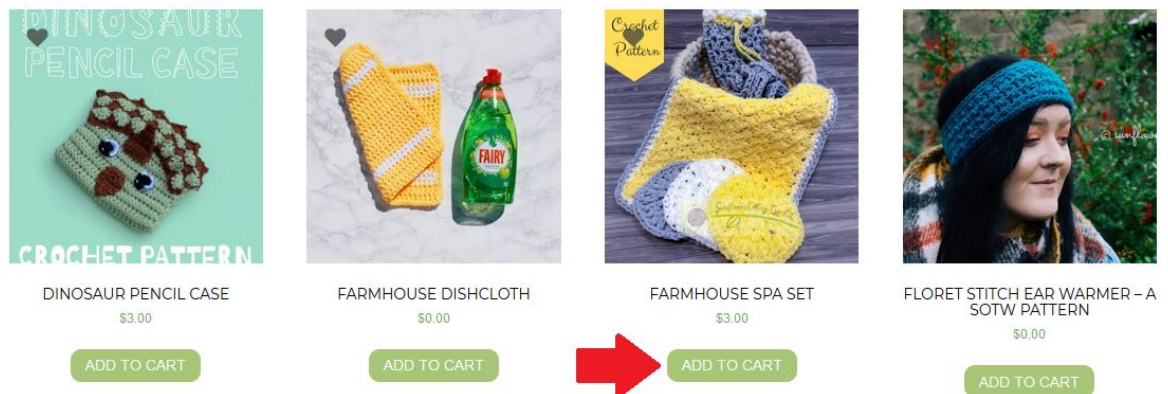 DINOSAUR
PENCIL CASE
CROCHET PATTERN
DINOSAUR PENCIL CASE
$3.00
ADD TO CART
FAIRY
FARMHOUSE DISHCLOTH
$0.00
ADD TO CART
Crochet
Pattern
FARMHOUSE SPA SET
$3.00
ADD TO CART
© sunflow
FLORET STITCH EAR WARMER – A
SOTW PATTERN
$0.00
ADD TO CART